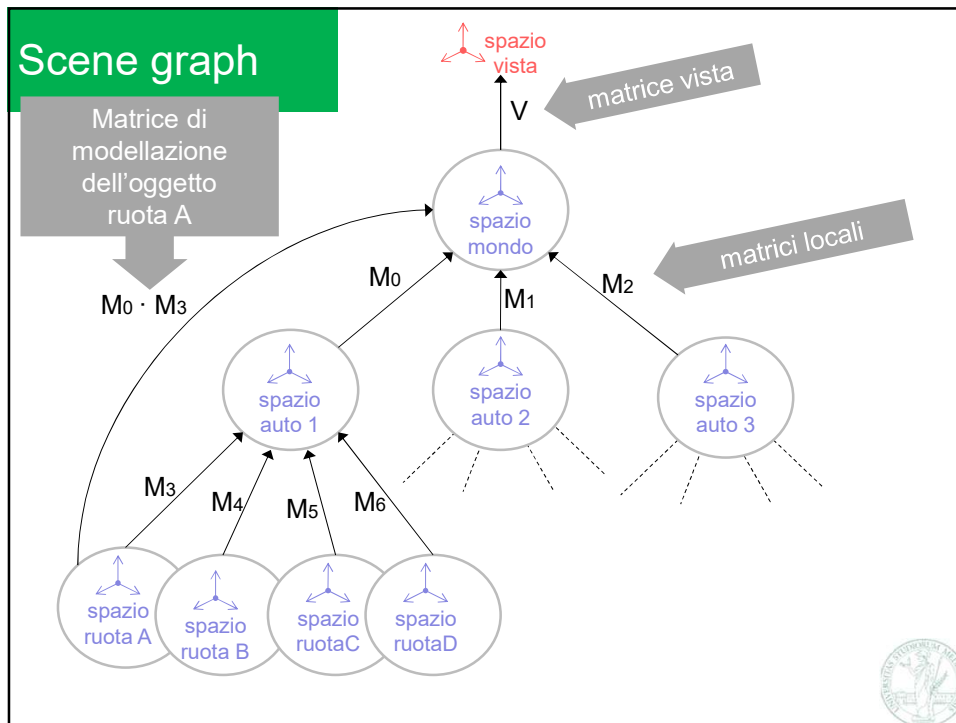 Scene graph
spazio
vista
matrice vista
V
Matrice di
modellazione
dell'oggetto
ruota A
spazio
mondo
matrici locali
M0 · M3
M0
M1
M2
spazio
auto 1
spazio
auto 2
spazio
auto 3
M3
M4
M5
M6
spazio
ruota A
spazio
ruota B
spazio
ruotaC
spazio
ruotaD